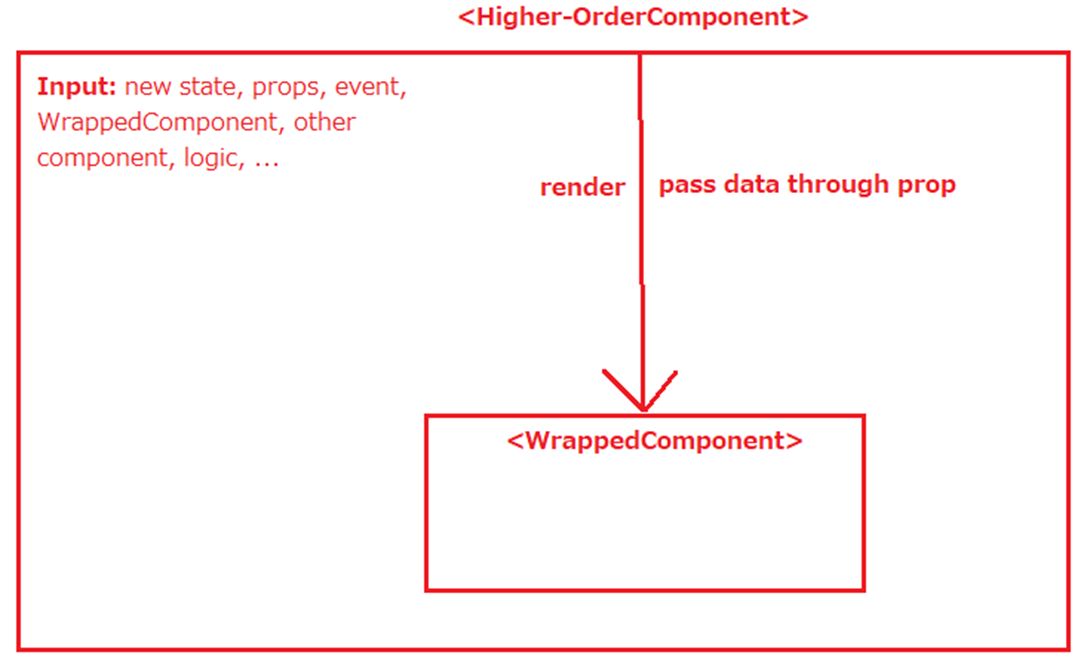 <Higher-OrderComponent>
Input: new state, props, event,
WrappedComponent, other
component, logic, ...
render
pass data through prop
<WrappedComponent>